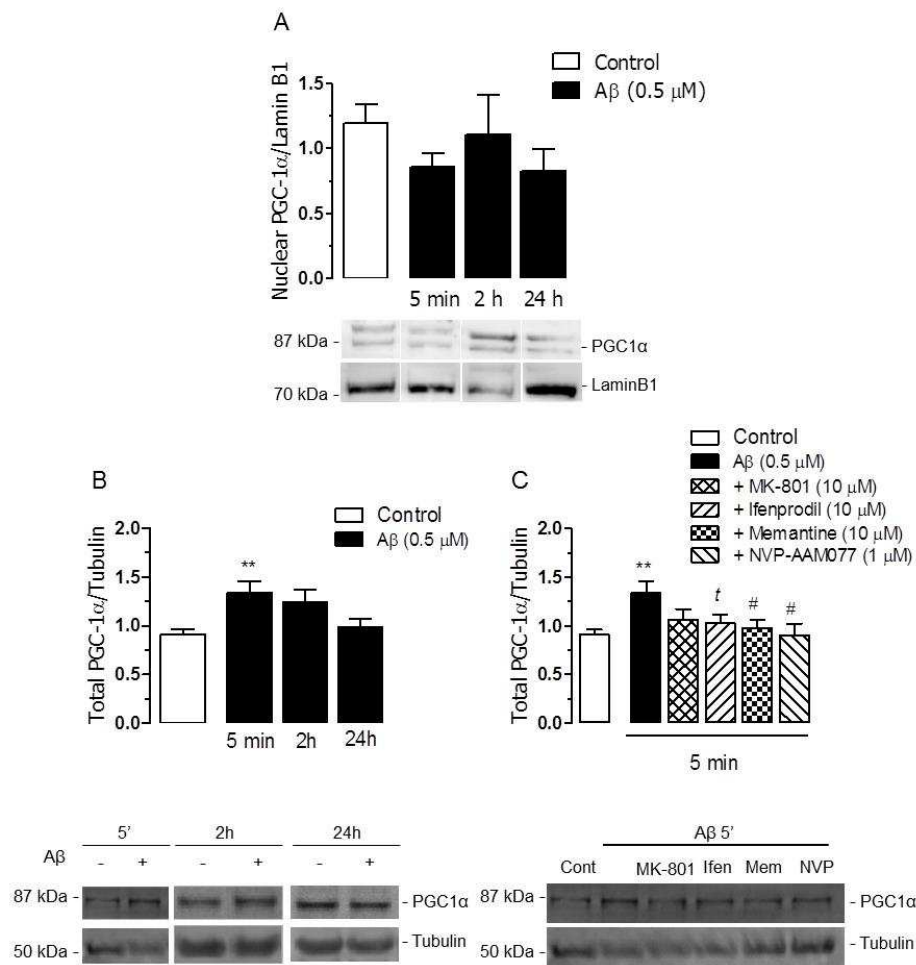 A
Control
Aβ (0.5 μM)
Nuclear PGC-1α/Lamin B1
1.5
1.0
0.5
0.0
5 min 2 h 24 h
87 kDa - - PGC1α
70 kDa - - LaminB1
B
Control
Aβ (0.5 μM)
Total PGC-1α/Tubulin
2.0
1.5
1.0
0.5
0.0
**
5 min 2h 24h
5' 2h 24h
Aβ - + - + - +
87 kDa - - PGC1α
50 kDa - - Tubulin
C
Control
Aβ (0.5 μM)
+ MK-801 (10 μM)
+ Ifenprodil (10 μM)
+ Memantine (10 μM)
+ NVP-AAM077 (1 μM)
Total PGC-1α/Tubulin
2.0
1.5
1.0
0.5
0.0
** t # #
5 min
Aβ 5'
Cont MK-801 Ifen Mem NVP
87 kDa - - PGC1α
50 kDa - - Tubulin